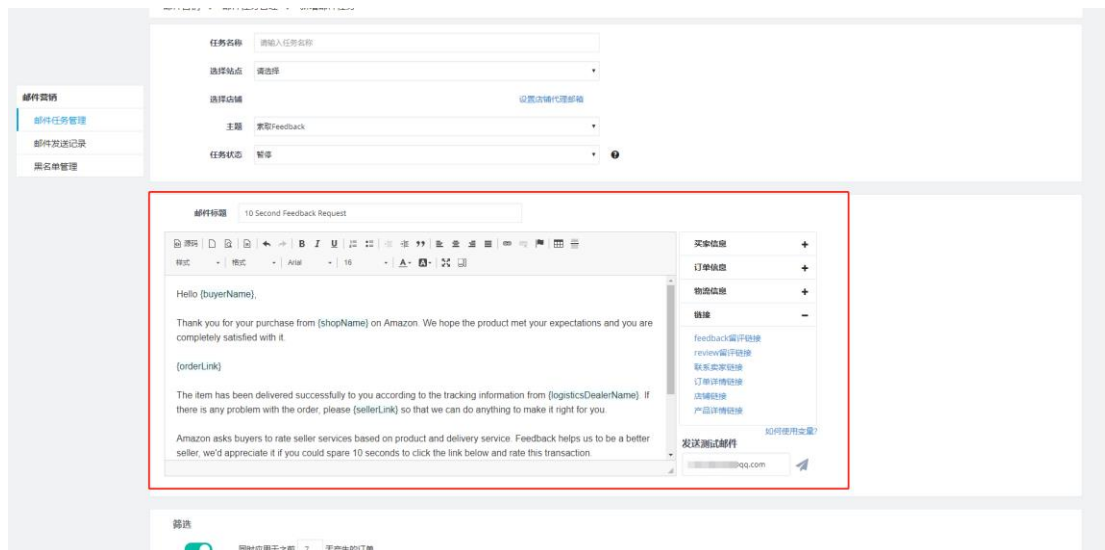 任务名称 请输入任务名称
选择站点 请选择
邮件营销
选择店铺 设置店铺代理邮箱
邮件任务管理
主题 索取Feedback
邮件发送记录
任务状态 暂停
黑名单管理
邮件标题 10 Second Feedback Request
源码 B I U
样式 格式 Arial 16 A A
买家信息 +
订单信息 +
物流信息 +
链接 −
feedback留评链接
review留评链接
联系卖家链接
订单详情链接
店铺链接
产品详情链接
如何使用变量?
Hello {buyerName},
Thank you for your purchase from {shopName} on Amazon. We hope the product met your expectations and you are
completely satisfied with it.
{orderLink}
The item has been delivered successfully to you according to the tracking information from {logisticsDealerName}. If
there is any problem with the order, please {sellerLink} so that we can do anything to make it right for you.
Amazon asks buyers to rate seller services based on product and delivery service. Feedback helps us to be a better
seller, we'd appreciate it if you could spare 10 seconds to click the link below and rate this transaction.
发送测试邮件
qq.com
筛选